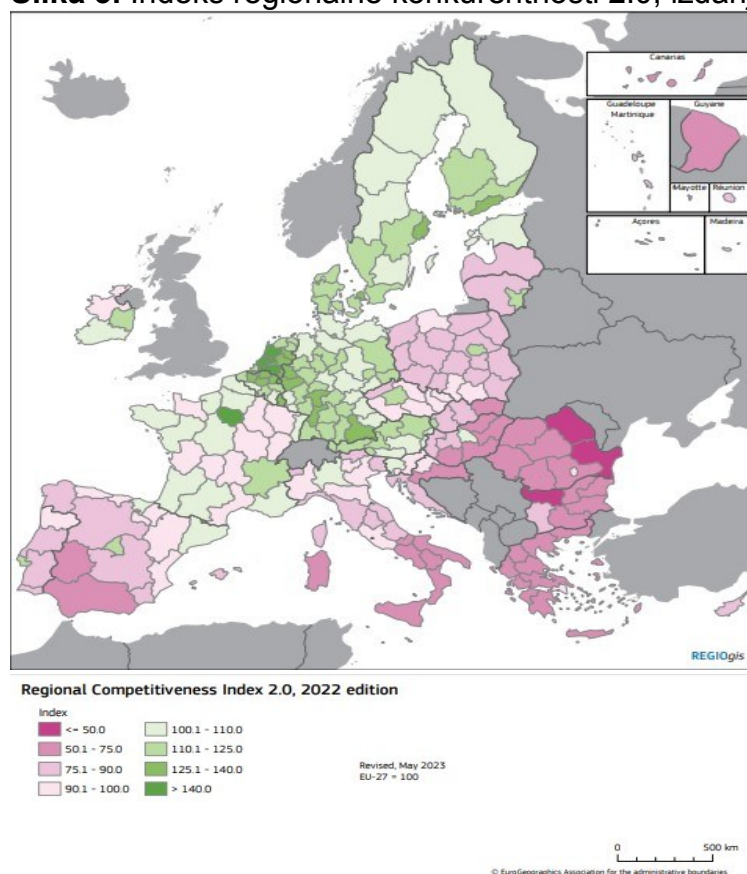 Slika 3. Indeks regionalne konkurentnosti 2.0, izdanj
Canarias
Guadeloupe
Martinique
Guyane
Mayotte
Réunion
Açores
Madeira
REGIOgis
Regional Competitiveness Index 2.0, 2022 edition
Index
<= 50.0
50.1 - 75.0
75.1 - 90.0
90.1 - 100.0
100.1 - 110.0
110.1 - 125.0
125.1 - 140.0
> 140.0
Revised, May 2023
EU-27 = 100
0 500 km
© EuroGeographics Association for the administrative boundaries